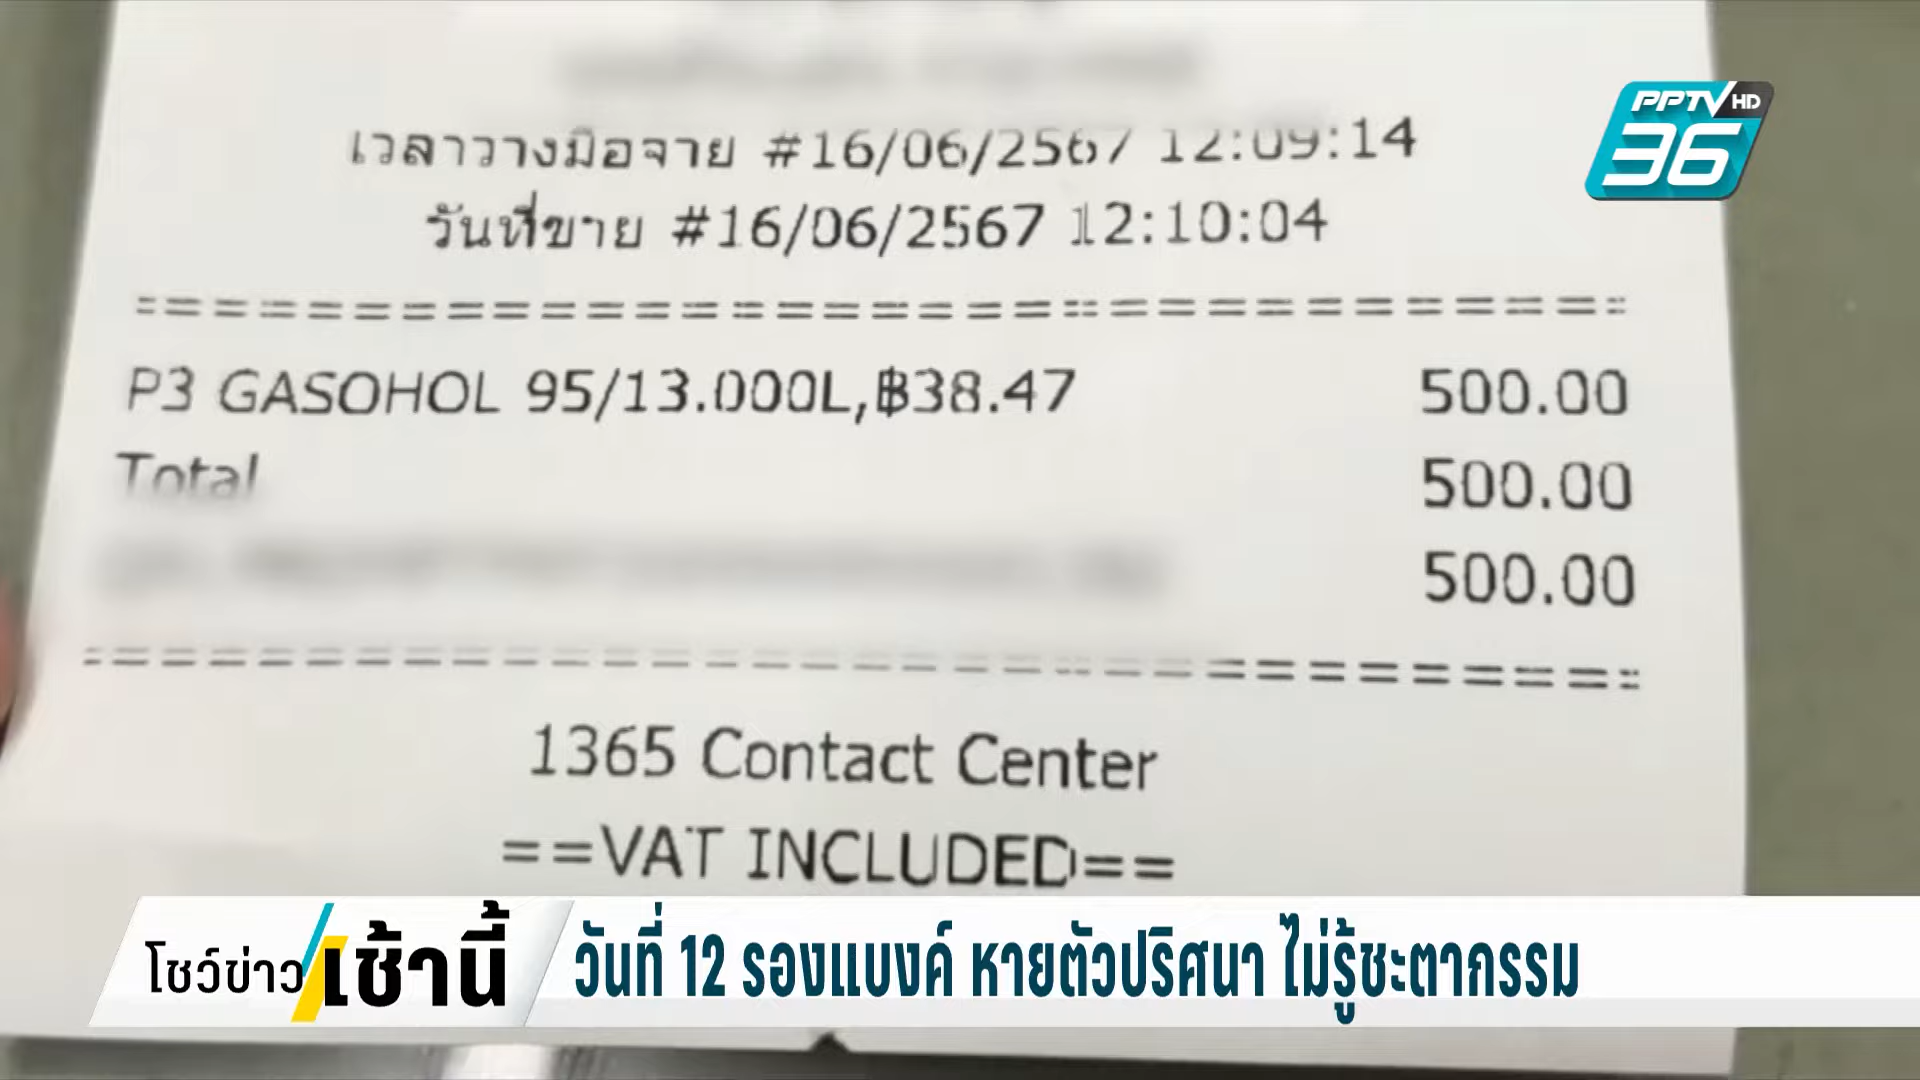 PPTV HD
36
เวลาวางมือจาย #16/06/2567 12:09:14
วันที่ขาย #16/06/2567 12:10:04
==============================
P3 GASOHOL 95/13.000L,฿38.47 500.00
Total 500.00
500.00
==============================
1365 Contact Center
==VAT INCLUDED==
โชว์ข่าวเช้านี้
วันที่ 12 รองแบงค์ หายตัวปริศนา ไม่รู้ชะตากรรม